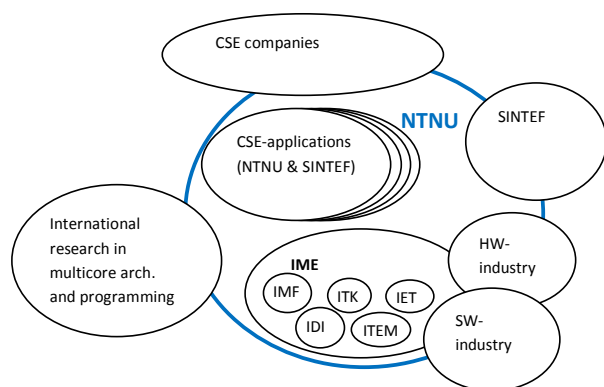 CSE companies
NTNU
SINTEF
CSE-applications
(NTNU & SINTEF)
International
research in
multicore arch.
and programming
HW-
industry
IME
IMF
ITK
IET
IDI
ITEM
SW-
industry